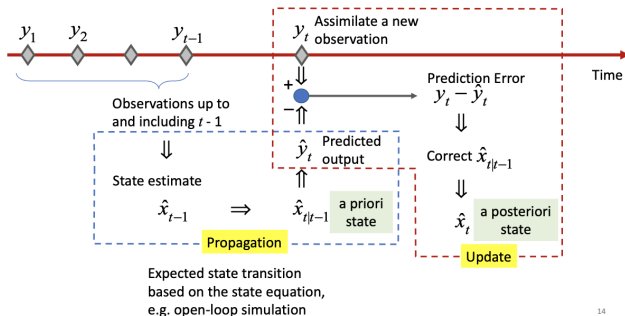 y₁ y₂ yₜ₋₁ yₜ
Assimilate a new
observation
Time
+
−
Prediction Error
yₜ − ŷₜ
⇓
Observations up to
and including t - 1
⇓
ŷₜ
Predicted
output
Correct x̂ₜ|ₜ₋₁
⇓
State estimate
x̂ₜ₋₁ ⇒ x̂ₜ|ₜ₋₁
a priori
state
x̂ₜ
a posteriori
state
Propagation
Update
Expected state transition
based on the state equation,
e.g. open-loop simulation
14